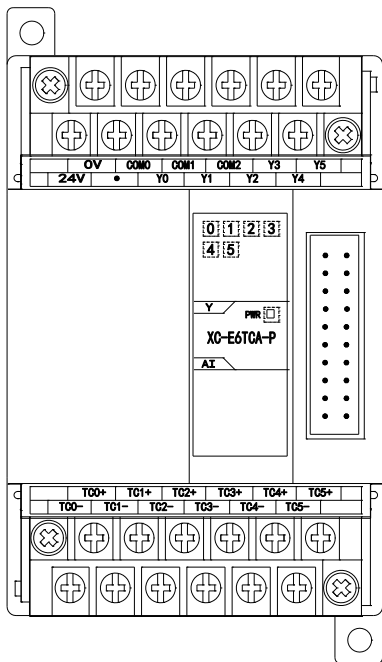 0V COM0 COM1 COM2 Y3 Y5
24V • Y0 Y1 Y2 Y4
0 1 2 3
4 5
Y
PWR
XC-E6TCA-P
AI
TC0+ TC1+ TC2+ TC3+ TC4+ TC5+
TC0- TC1- TC2- TC3- TC4- TC5-